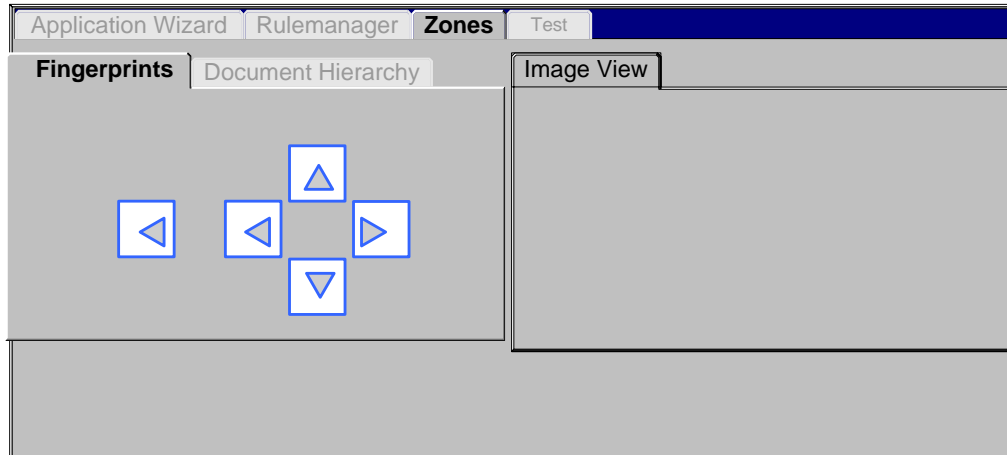 Application Wizard Rulemanager Zones Test
Fingerprints Document Hierarchy Image View